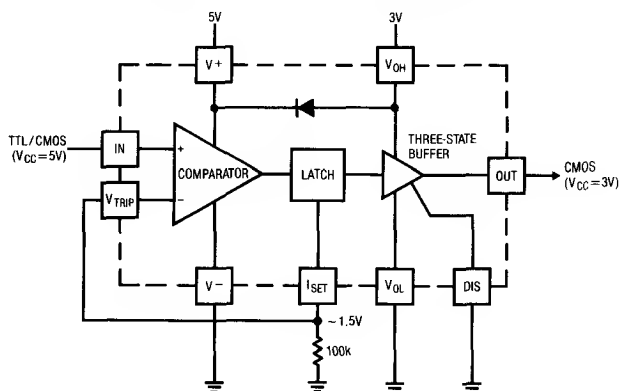 5V
3V
V+
VOH
TTL/CMOS
(VCC=5V)
IN
+
THREE-STATE
BUFFER
COMPARATOR
LATCH
OUT
CMOS
(VCC=3V)
VTRIP
−
V−
ISET
VOL
DIS
~1.5V
100k